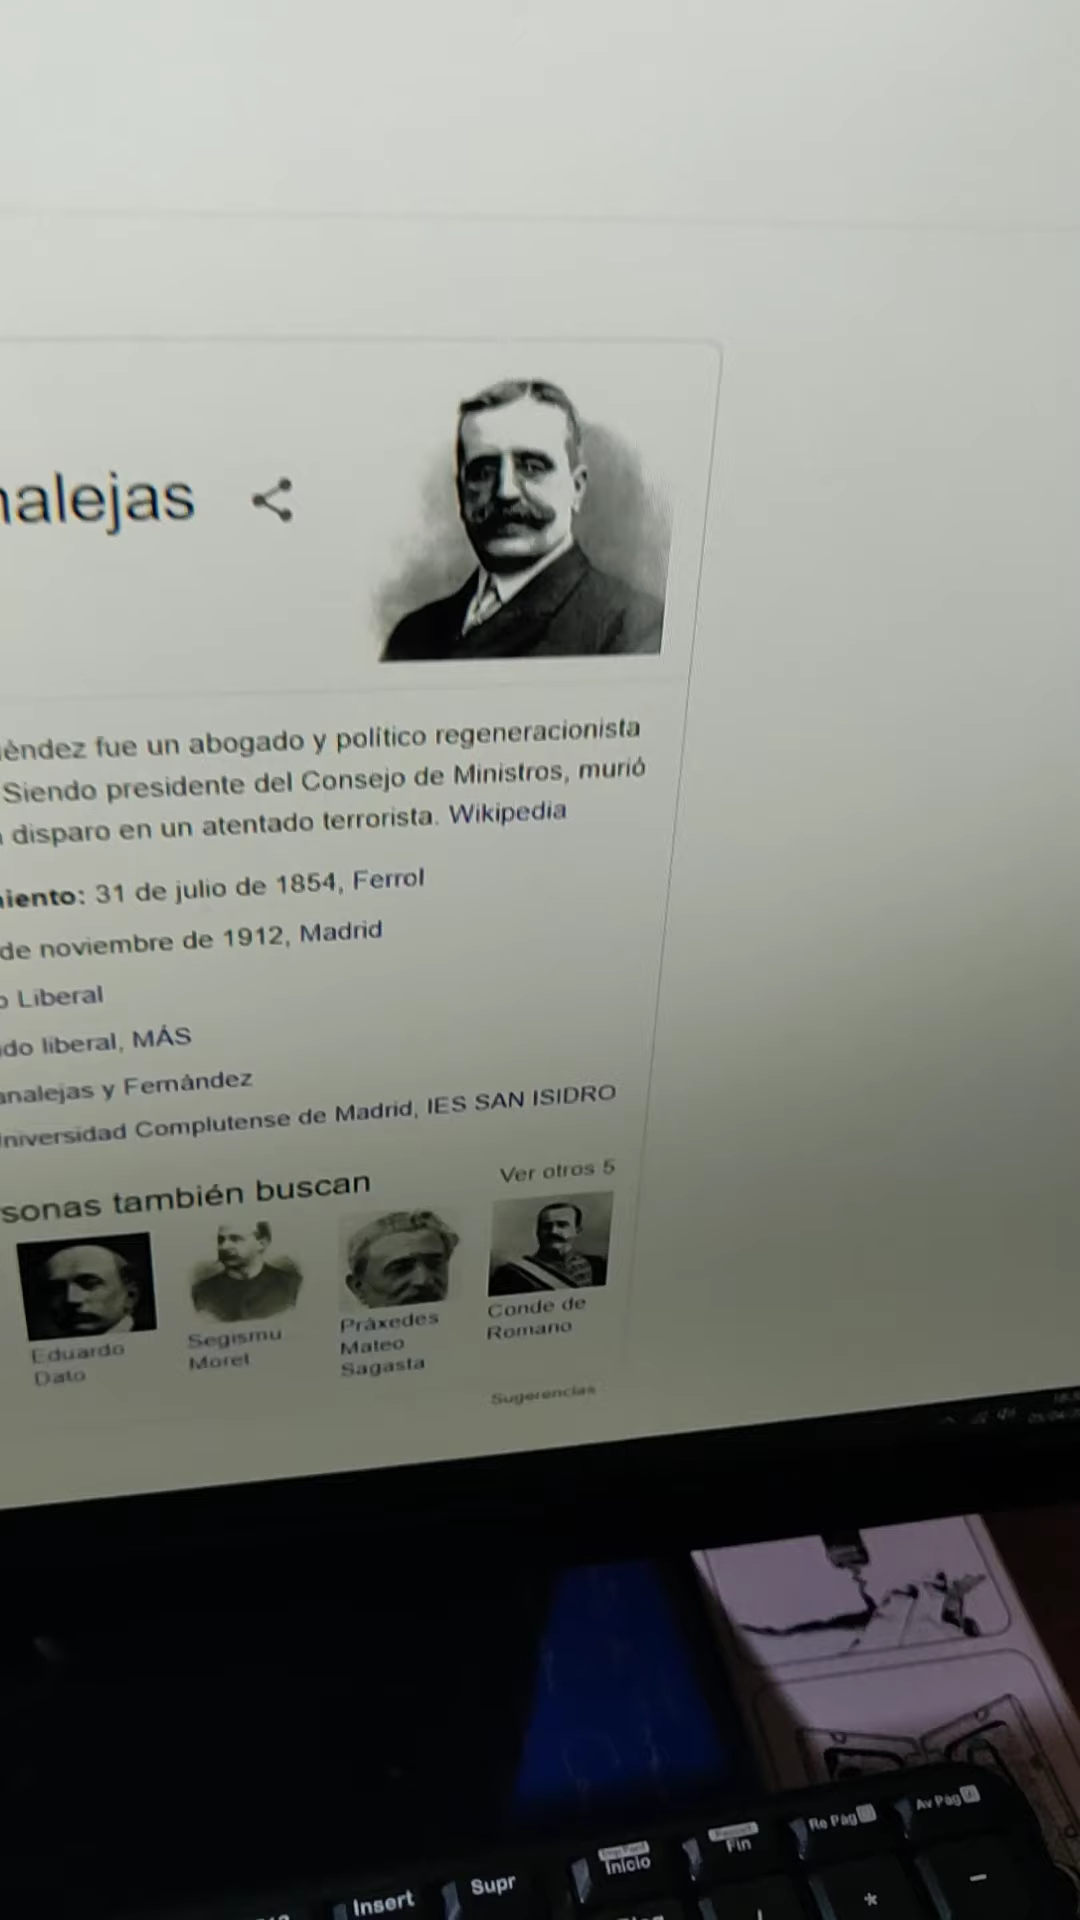 nalejas
éndez fue un abogado y político regeneracionista
Siendo presidente del Consejo de Ministros, murió
disparo en un atentado terrorista. Wikipedia
iento: 31 de julio de 1854, Ferrol
de noviembre de 1912, Madrid
o Liberal
do liberal, MÁS
analejas y Fernández
niversidad Complutense de Madrid, IES SAN ISIDRO
sonas también buscan
Ver otros 5
Eduardo
Dato
Segismu
Moret
Práxedes
Mateo
Sagasta
Conde de
Romano
Sugerencias
Insert
Supr
Inicio
Fin
Re Pág
Av Pág
*
-